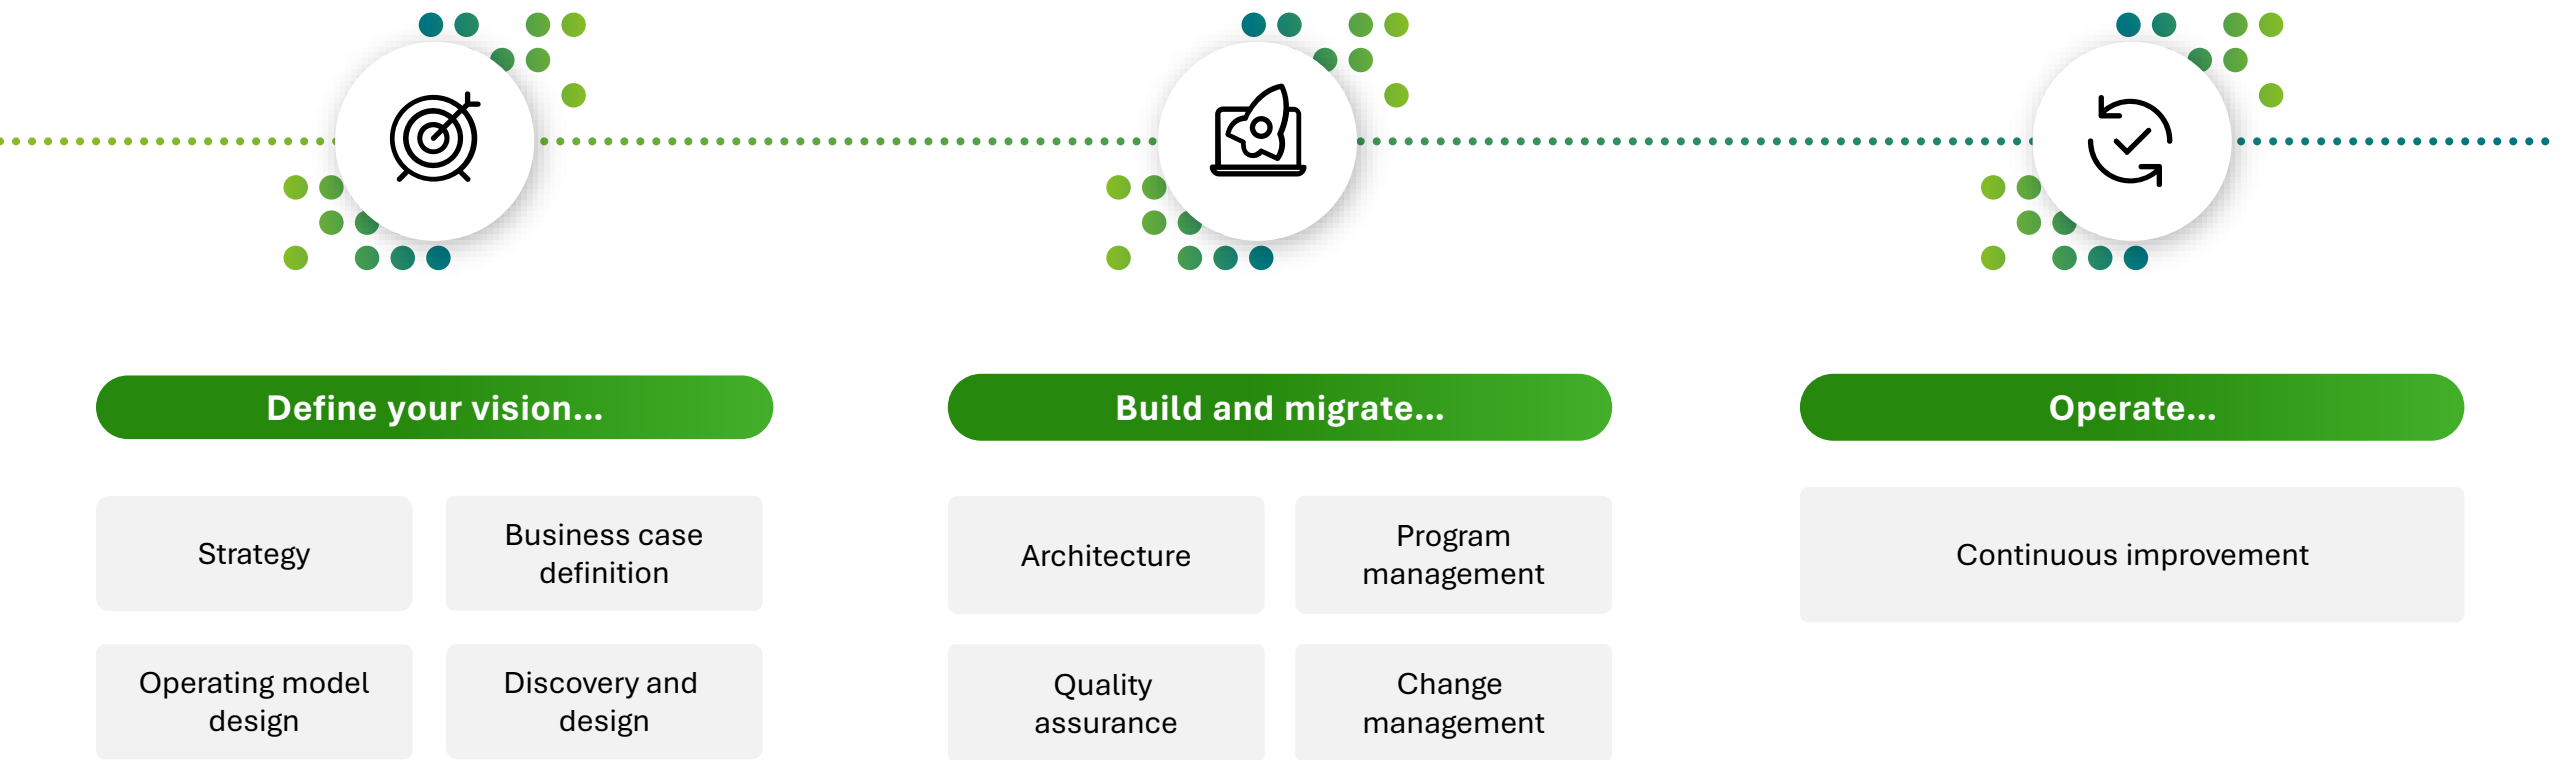 Define your vision...
Strategy
Business case
definition
Operating model
design
Discovery and
design
Build and migrate...
Architecture
Program
management
Quality
assurance
Change
management
Operate...
Continuous improvement